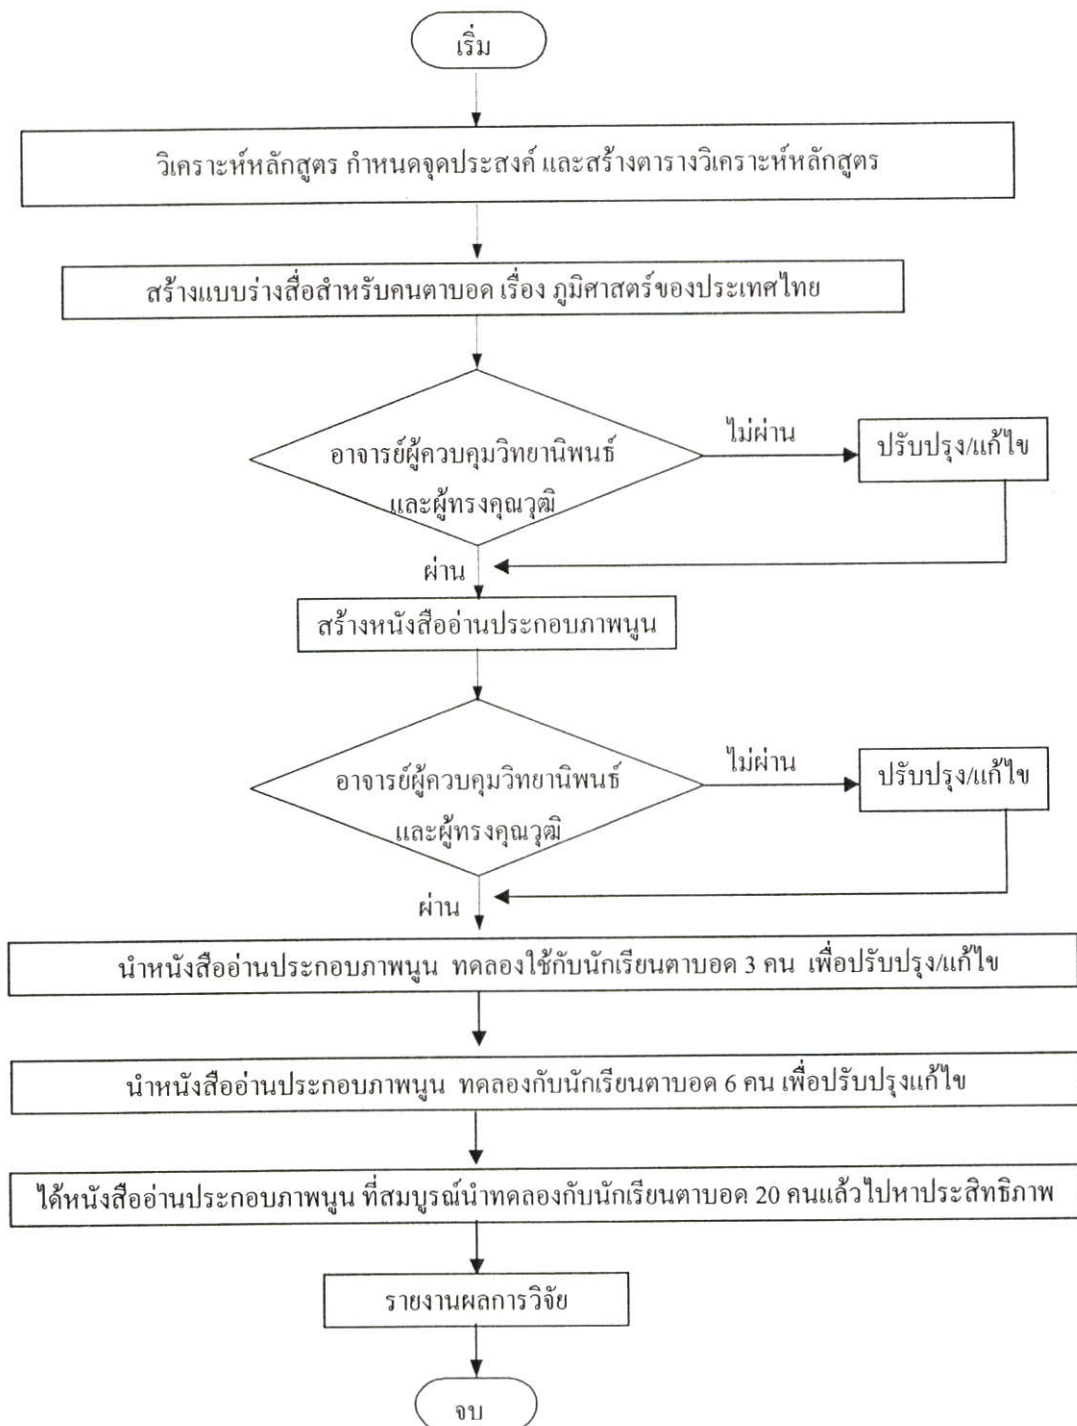 เริ่ม
วิเคราะห์หลักสูตร กำหนดจุดประสงค์ และสร้างตารางวิเคราะห์หลักสูตร
สร้างแบบร่างสื่อสำหรับคนตาบอด เรื่อง ภูมิศาสตร์ของประเทศไทย
อาจารย์ผู้ควบคุมวิทยานิพนธ์
และผู้ทรงคุณวุฒิ
ไม่ผ่าน
ปรับปรุง/แก้ไข
ผ่าน
สร้างหนังสืออ่านประกอบภาพนูน
อาจารย์ผู้ควบคุมวิทยานิพนธ์
และผู้ทรงคุณวุฒิ
ไม่ผ่าน
ปรับปรุง/แก้ไข
ผ่าน
นำหนังสืออ่านประกอบภาพนูน ทดลองใช้กับนักเรียนตาบอด 3 คน เพื่อปรับปรุง/แก้ไข
นำหนังสืออ่านประกอบภาพนูน ทดลองกับนักเรียนตาบอด 6 คน เพื่อปรับปรุงแก้ไข
ได้หนังสืออ่านประกอบภาพนูน ที่สมบูรณ์นำทดลองกับนักเรียนตาบอด 20 คนแล้วไปหาประสิทธิภาพ
รายงานผลการวิจัย
จบ